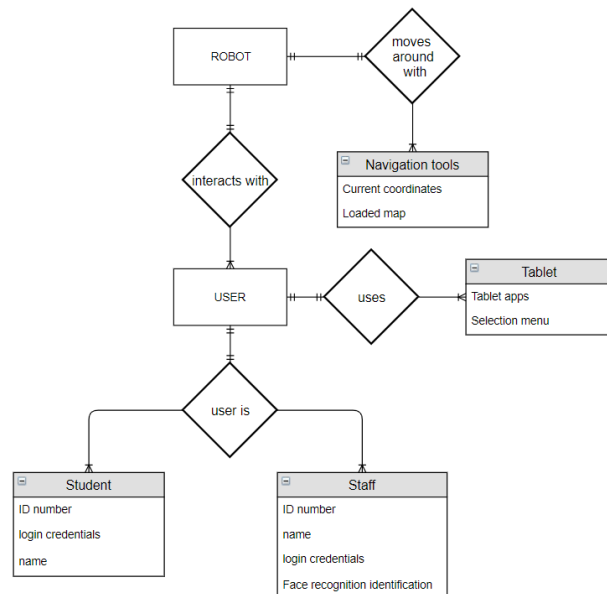 ROBOT
moves
around
with
Navigation tools
Current coordinates
Loaded map
interacts with
USER
uses
Tablet
Tablet apps
Selection menu
user is
Student
ID number
login credentials
name
Staff
ID number
name
login credentials
Face recognition identification